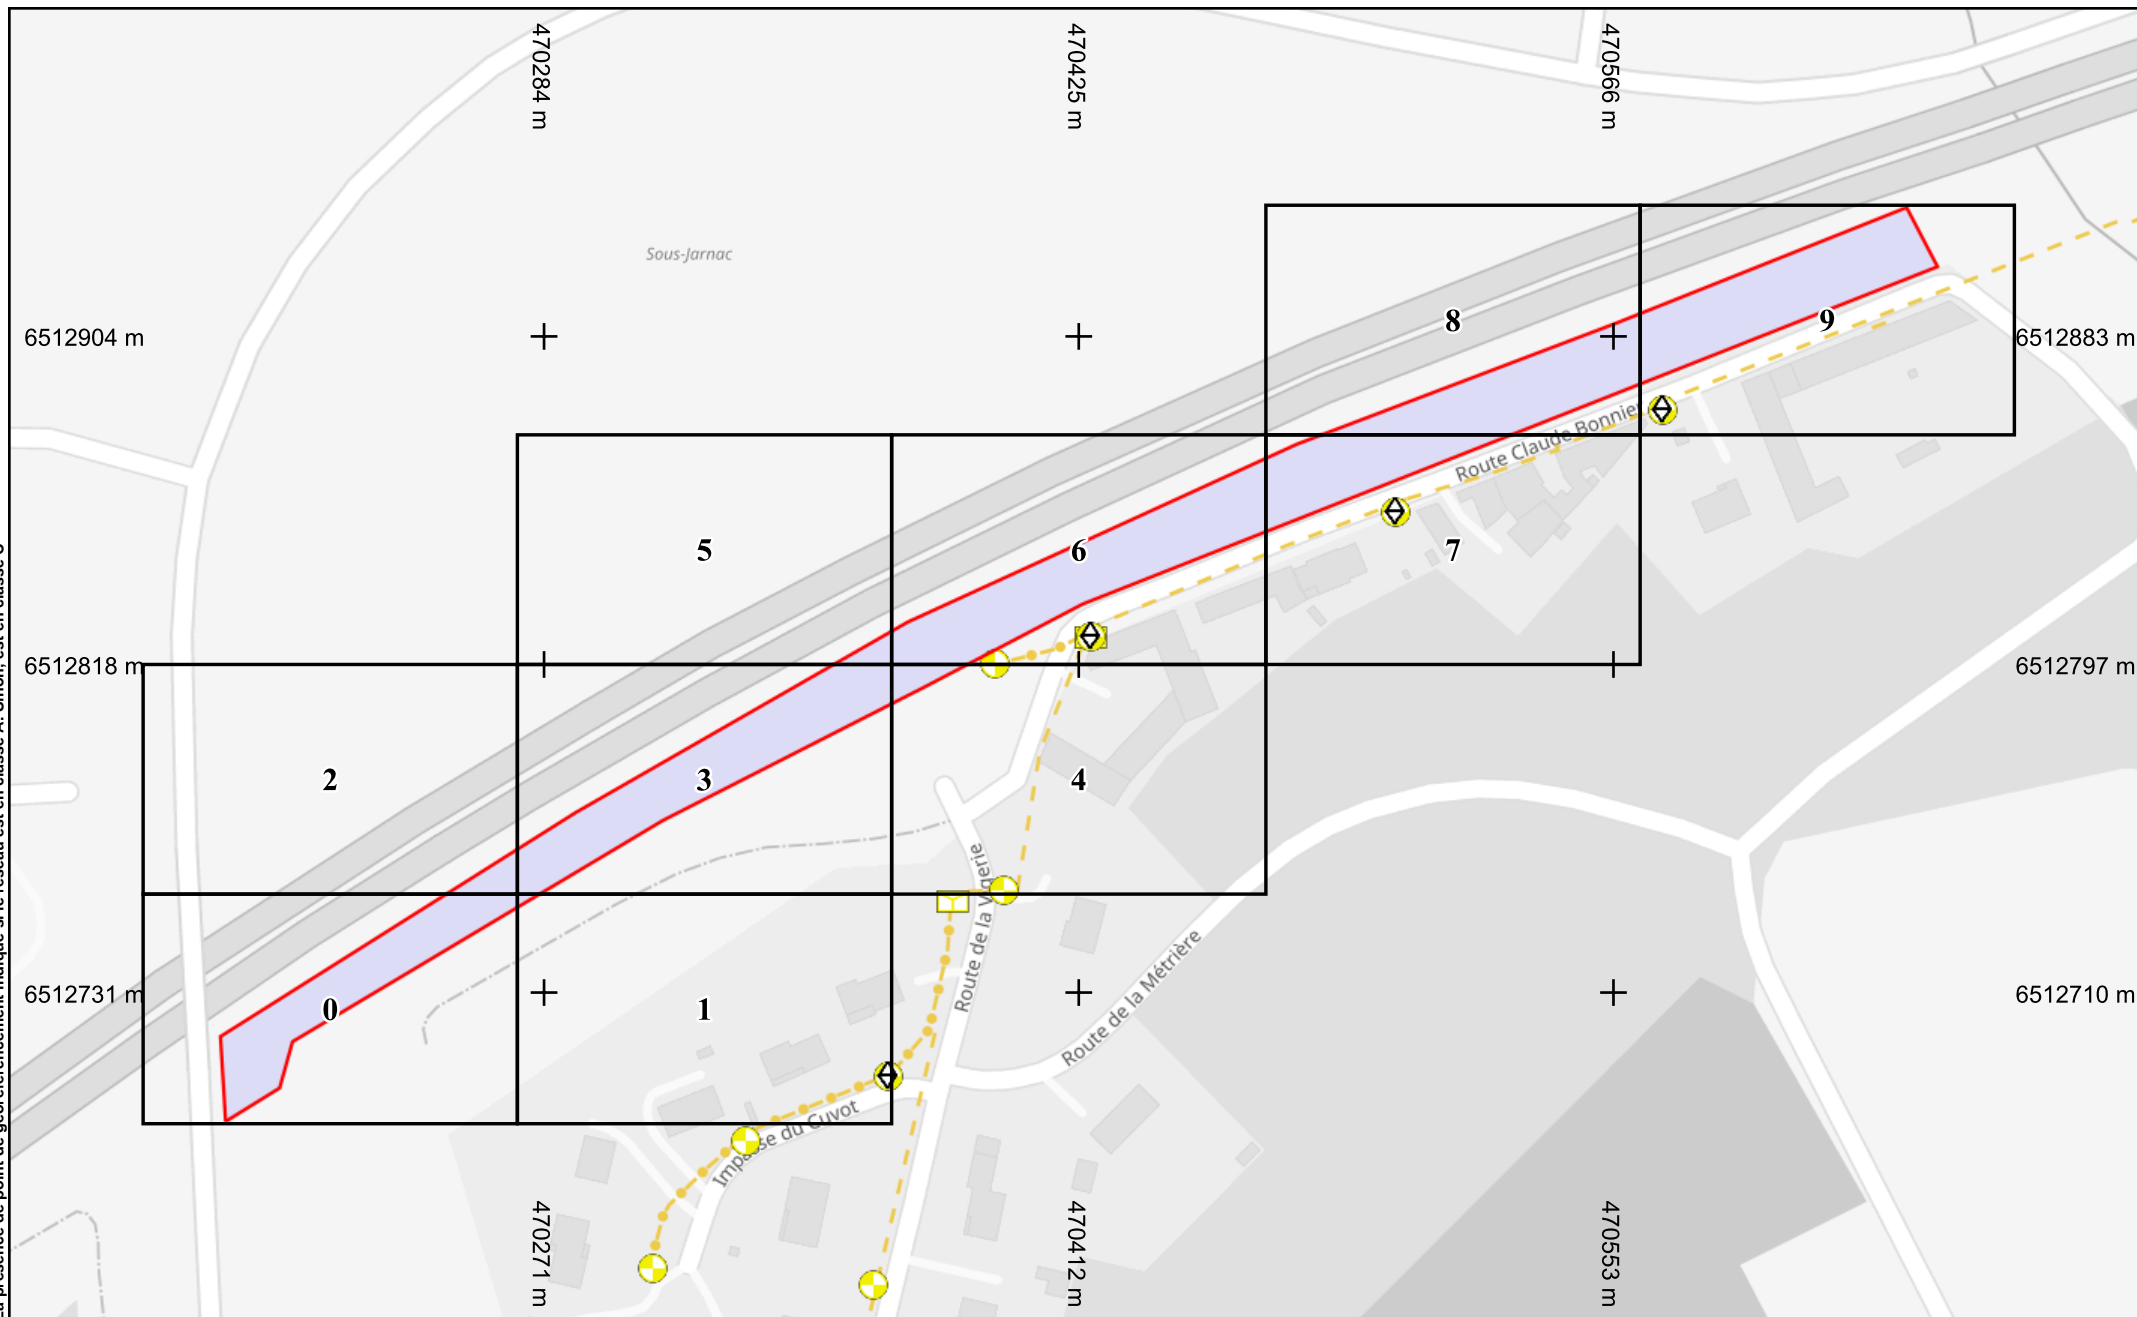 470284 m
470425 m
470566 m
Sous-Jarnac
8
9
6512904 m
6512883 m
Route Claude Bonnier
5
6
7
6512818 m
6512797 m
2
3
4
Route de la Vigerie
6512731 m
6512710 m
0
1
Route de la Métrière
Impasse du Cuvot
470271 m
470412 m
470553 m